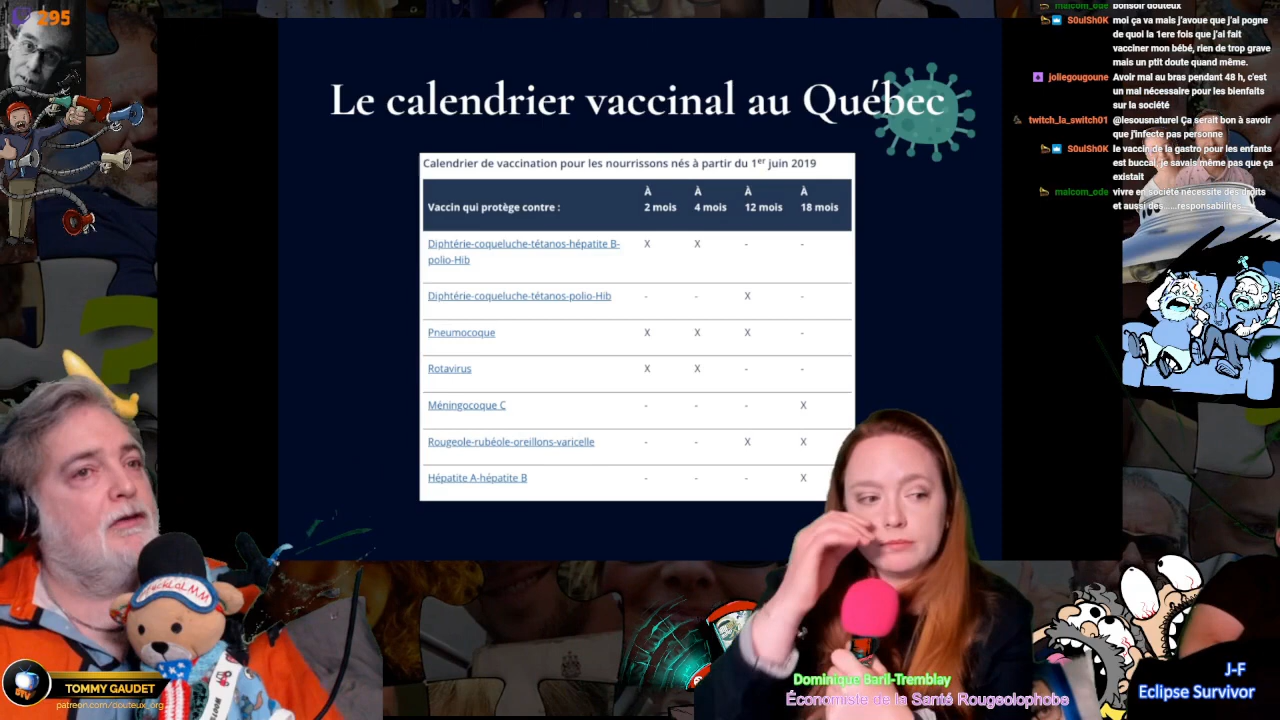 295
Le calendrier vaccinal au Québec
Calendrier de vaccination pour les nourrissons nés à partir du 1er juin 2019
Vaccin qui protège contre : À 2 mois À 4 mois À 12 mois À 18 mois
Diphtérie-coqueluche-tétanos-hépatite B- X X - -
polio-Hib
Diphtérie-coqueluche-tétanos-polio-Hib - - X -
Pneumocoque X X X -
Rotavirus X X - -
Méningocoque C - - - X
Rougeole-rubéole-oreillons-varicelle - - X X
Hépatite A-hépatite B - - - X
malcom_ode bonsoir douteux
S0ulSh0K moi ça va mais j'avoue que j'ai pogne
de quoi la 1ere fois que j'ai fait
vacciner mon bébé, rien de trop grave
mais un ptit doute quand même.
joliegougoune Avoir mal au bras pendant 48 h, c'est
un mal nécessaire pour les bienfaits
sur la société
twitch_la_switch01 @lesousnaturel Ça serait bon à savoir
que j'infecte pas personne
S0ulSh0K le vaccin de la gastro pour les enfants
est buccal, je savais même pas que ça
existait
malcom_ode vivre en société nécessite des droits
et aussi des......responsabilités...
TOMMY GAUDET
patreon.com/douteux_org
Dominique Baril-Tremblay
Économiste de la Santé Rougeolophobe
J-F
Eclipse Survivor